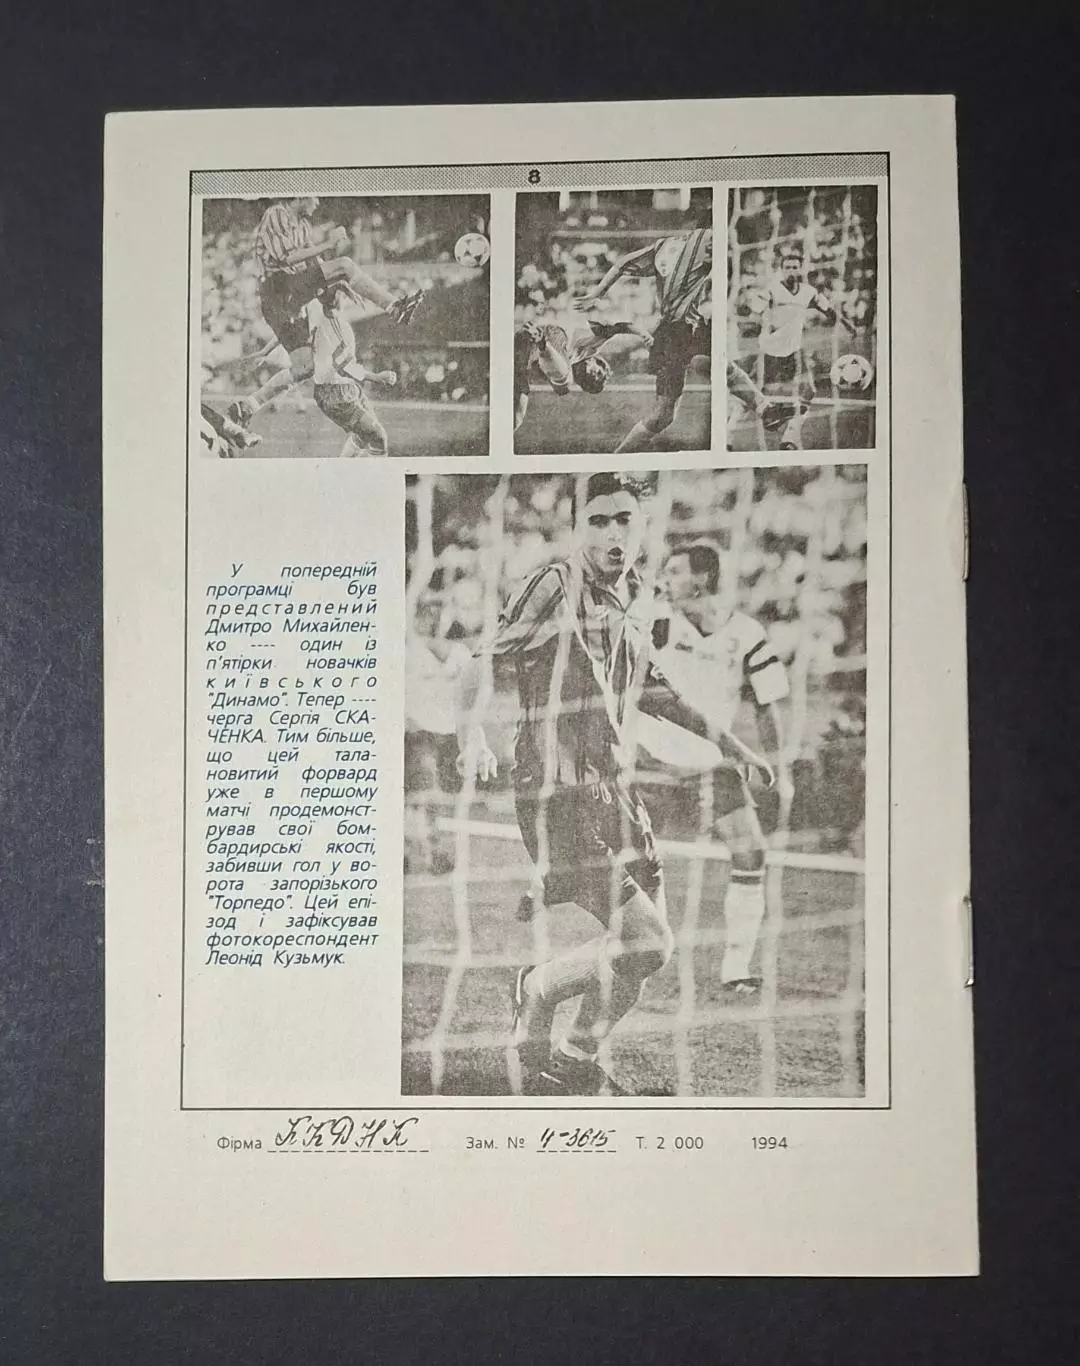 8
У попередній
програмці був
представлений
Дмитро Михайлен-
ко ---- один із
п'ятірки новачків
київського
"Динамо". Тепер ----
черга Сергія СКА-
ЧЕНКА. Тим більше,
що цей тала-
новитий форвард
уже в першому
матчі продемонст-
рував свої бом-
бардирські якості,
забивши гол у во-
рота запорізького
"Торпедо". Цей епі-
зод і зафіксував
фотокореспондент
Леонід Кузьмук.
Фірма ККДНК Зам. № 4-3615 Т. 2 000 1994